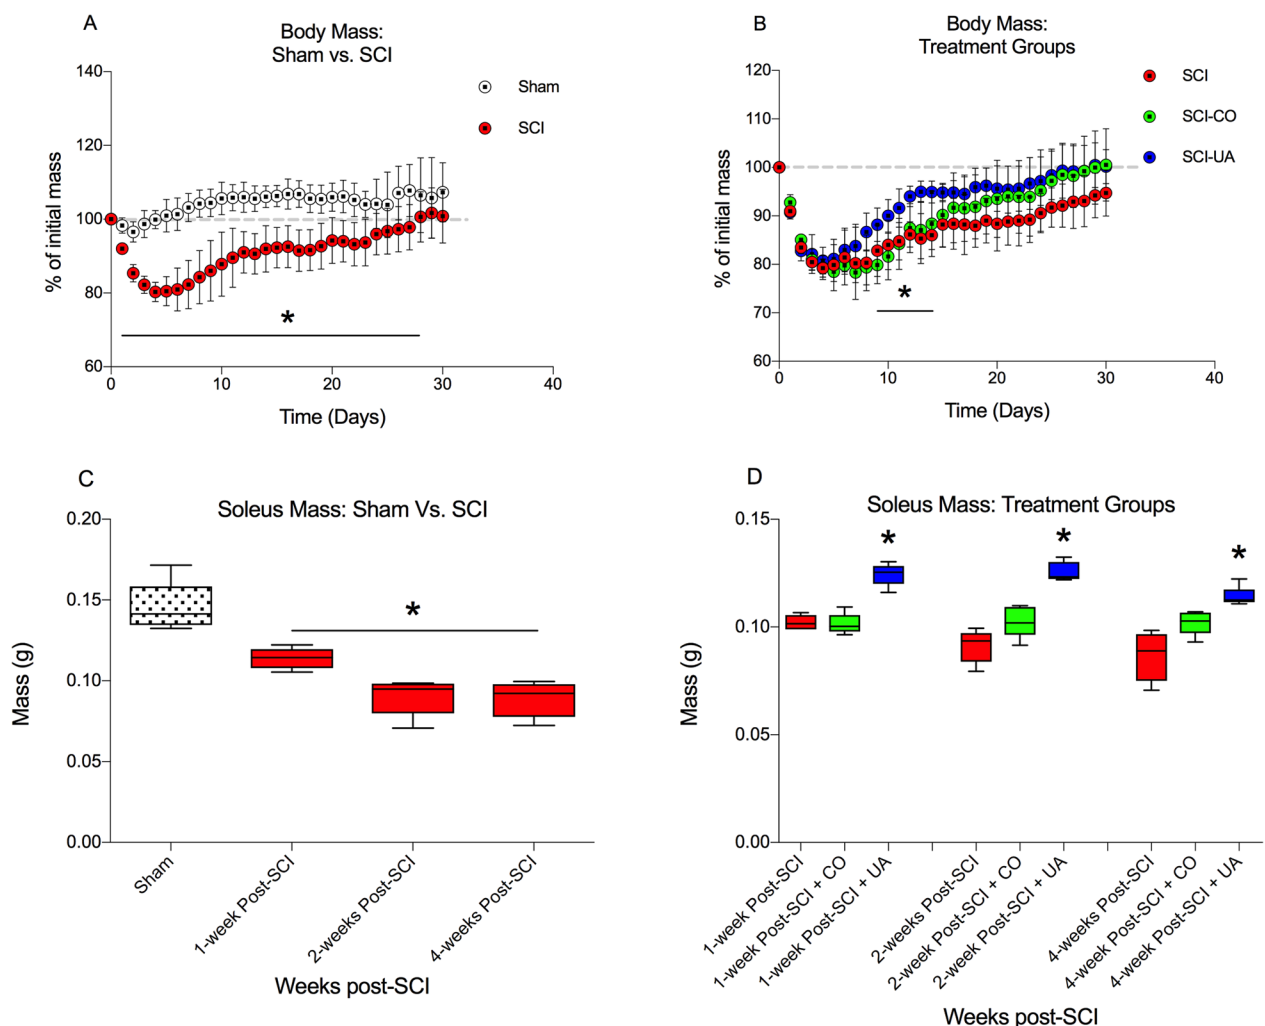 A
Body Mass:
Sham vs. SCI
% of initial mass
140
120
100
80
60
0
10
20
30
40
Time (Days)
Sham
SCI
*
B
Body Mass:
Treatment Groups
% of initial mass
120
110
100
90
80
70
60
0
10
20
30
40
Time (Days)
SCI
SCI-CO
SCI-UA
*
C
Soleus Mass: Sham Vs. SCI
Mass (g)
0.20
0.15
0.10
0.05
0.00
*
Sham
1-week Post-SCI
2-weeks Post-SCI
4-weeks Post-SCI
Weeks post-SCI
D
Soleus Mass: Treatment Groups
Mass (g)
0.15
0.10
0.05
0.00
*
*
*
1-week Post-SCI
1-week Post-SCI + CO
1-week Post-SCI + UA
2-weeks Post-SCI
2-week Post-SCI + CO
2-week Post-SCI + UA
4-weeks Post-SCI
4-week Post-SCI + CO
4-week Post-SCI + UA
Weeks post-SCI